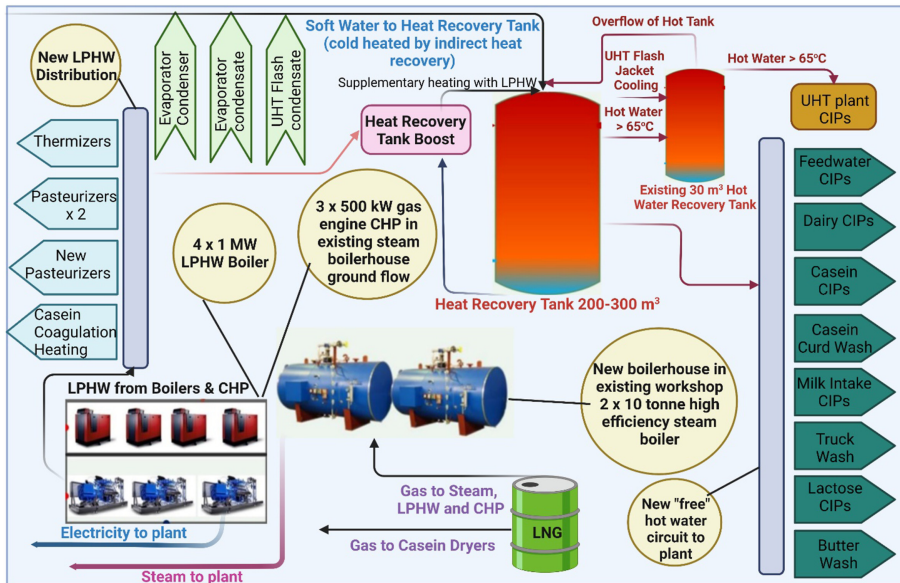 New LPHW
Distribution
Evaporator
Condenser
Evaporator
Condensate
UHT Flash
condensate
Soft Water to Heat Recovery Tank
(cold heated by indirect heat
recovery)
Supplementary heating with LPHW
Heat Recovery
Tank Boost
Overflow of Hot Tank
UHT Flash
Jacket
Cooling
Hot Water
> 65°C
Hot Water > 65°C
UHT plant
CIPs
Existing 30 m³ Hot
Water Recovery Tank
Thermizers
Pasteurizers
x 2
New
Pasteurizers
Casein
Coagulation
Heating
4 x 1 MW
LPHW Boiler
3 x 500 kW gas
engine CHP in
existing steam
boilerhouse
ground flow
Heat Recovery Tank 200-300 m³
Feedwater
CIPs
Dairy CIPs
Casein
CIPs
Casein
Curd Wash
Milk Intake
CIPs
Truck
Wash
Lactose
CIPs
Butter
Wash
LPHW from Boilers & CHP
New boilerhouse in
existing workshop
2 x 10 tonne high
efficiency steam
boiler
Gas to Steam,
LPHW and CHP
Gas to Casein Dryers
LNG
New "free"
hot water
circuit to
plant
Electricity to plant
Steam to plant